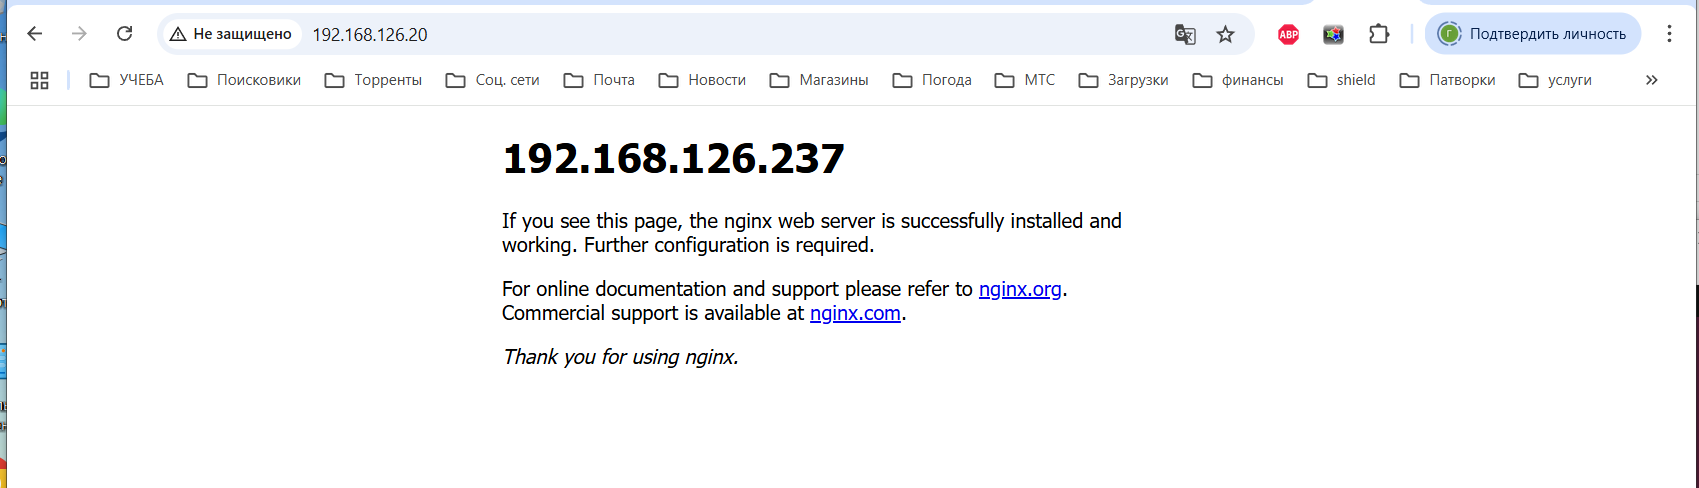 Не защищено 192.168.126.20 ABP Г Подтвердить личность
УЧЕБА Поисковики Торренты Соц. сети Почта Новости Магазины Погода МТС Загрузки финансы shield Патворки услуги »
192.168.126.237
If you see this page, the nginx web server is successfully installed and
working. Further configuration is required.
For online documentation and support please refer to nginx.org.
Commercial support is available at nginx.com.
Thank you for using nginx.